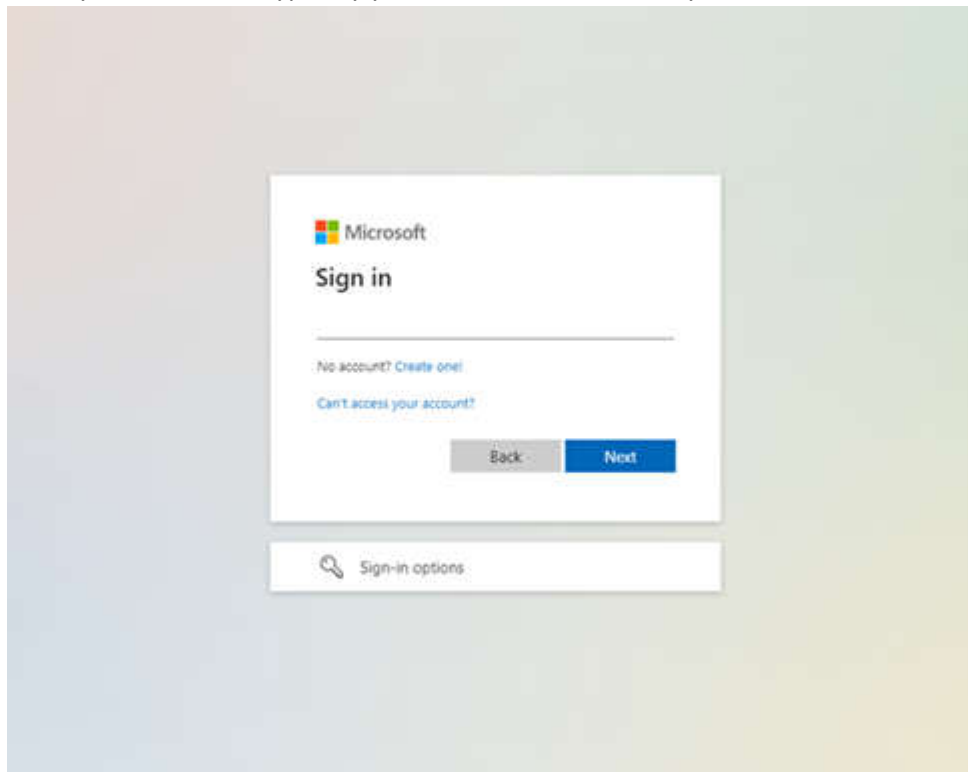 Microsoft
Sign in
No account? Create one!
Can't access your account?
Back Next
Sign-in options